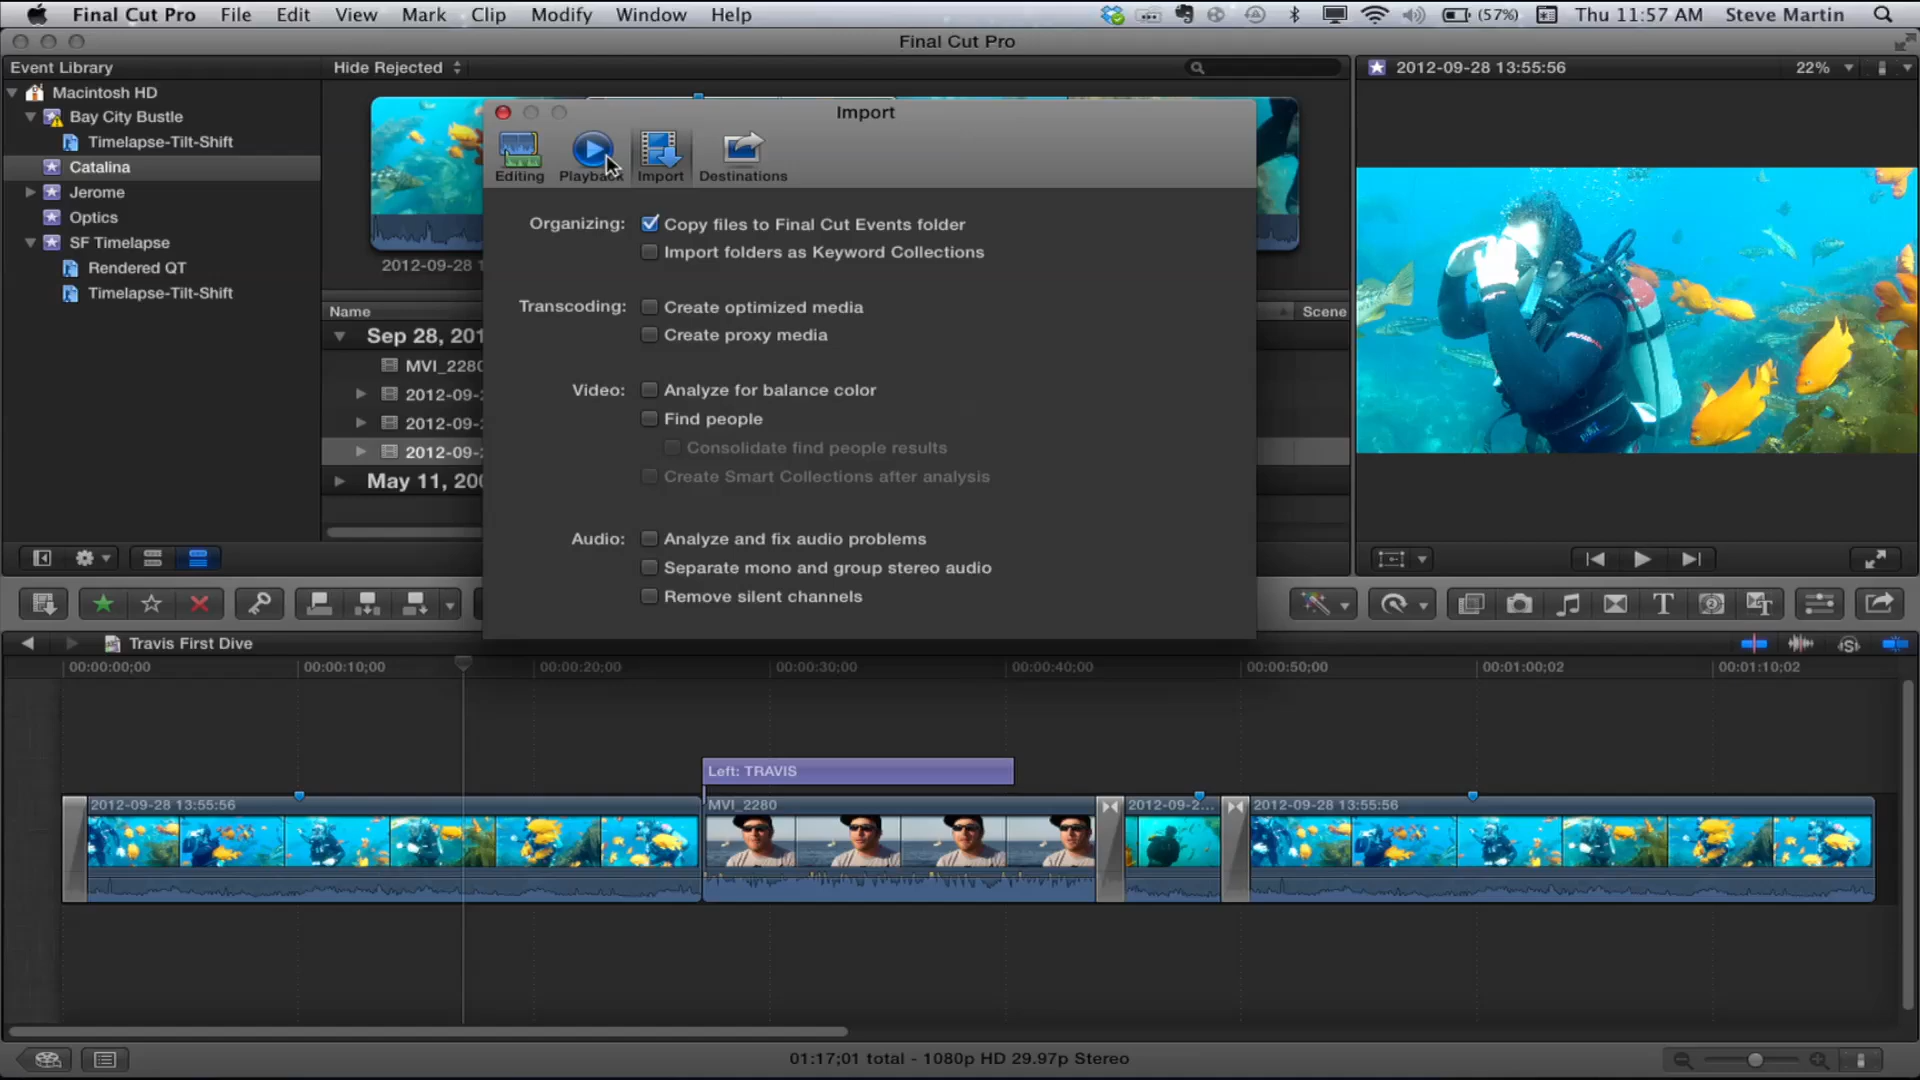 Final Cut Pro File Edit View Mark Clip Modify Window Help (57%) Thu 11:57 AM Steve Martin
Final Cut Pro
Event Library
Hide Rejected
2012-09-28 13:55:56
22%
Macintosh HD
Bay City Bustle
Timelapse-Tilt-Shift
Catalina
Jerome
Optics
SF Timelapse
Rendered QT
Timelapse-Tilt-Shift
2012-09-28 1
Name
Scene
Sep 28, 201
MVI_2280
2012-09-
2012-09-
2012-09-
May 11, 200
Import
Editing Playback Import Destinations
Organizing: Copy files to Final Cut Events folder
Import folders as Keyword Collections
Transcoding: Create optimized media
Create proxy media
Video: Analyze for balance color
Find people
Consolidate find people results
Create Smart Collections after analysis
Audio: Analyze and fix audio problems
Separate mono and group stereo audio
Remove silent channels
Travis First Dive
00:00:00;00 00:00:10;00 00:00:20;00 00:00:30;00 00:00:40;00 00:00:50;00 00:01:00;02 00:01:10;02
Left: TRAVIS
2012-09-28 13:55:56 MVI_2280 2012-09-2... 2012-09-28 13:55:56
01:17;01 total - 1080p HD 29.97p Stereo